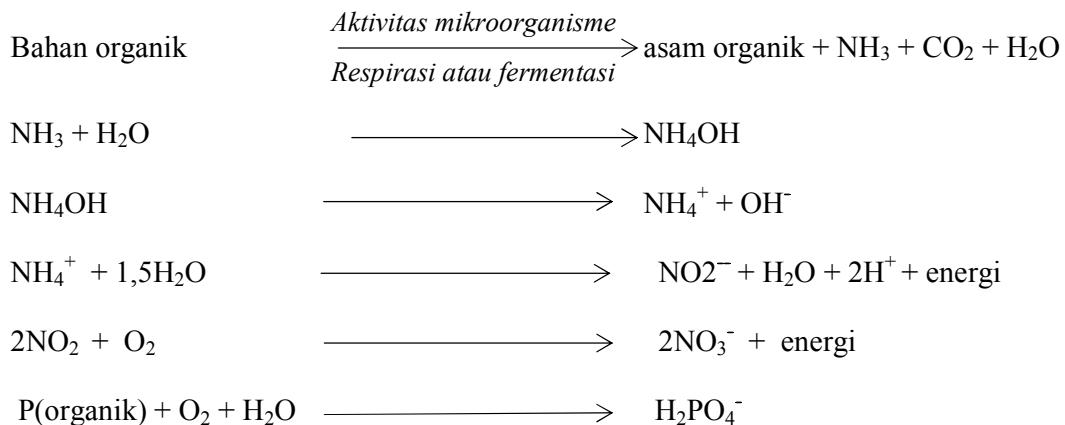 Aktivitas mikroorganisme
Bahan organik ⟶ asam organik + NH₃ + CO₂ + H₂O
Respirasi atau fermentasi
NH₃ + H₂O ⟶ NH₄OH
NH₄OH ⟶ NH₄⁺ + OH⁻
NH₄⁺ + 1,5H₂O ⟶ NO2⁻⁻ + H₂O + 2H⁺ + energi
2NO₂ + O₂ ⟶ 2NO₃⁻ + energi
P(organik) + O₂ + H₂O ⟶ H₂PO₄⁻